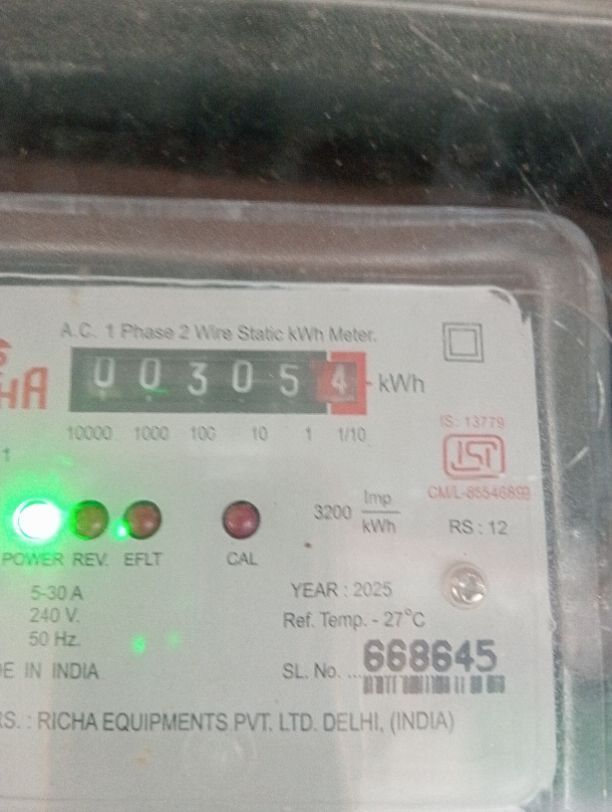 A.C. 1 Phase 2 Wire Static kWh Meter.
HA
0 0 3 0 5 4 kWh
10000 1000 100 10 1 1/10
1
IS : 13779
ISI
CM/L-8554689
3200 Imp
kWh
RS : 12
POWER REV. EFLT CAL
5-30 A
240 V.
50 Hz.
YEAR : 2025
Ref. Temp. - 27°C
DE IN INDIA
SL. No. ... 668645
RS. : RICHA EQUIPMENTS PVT. LTD. DELHI, (INDIA)